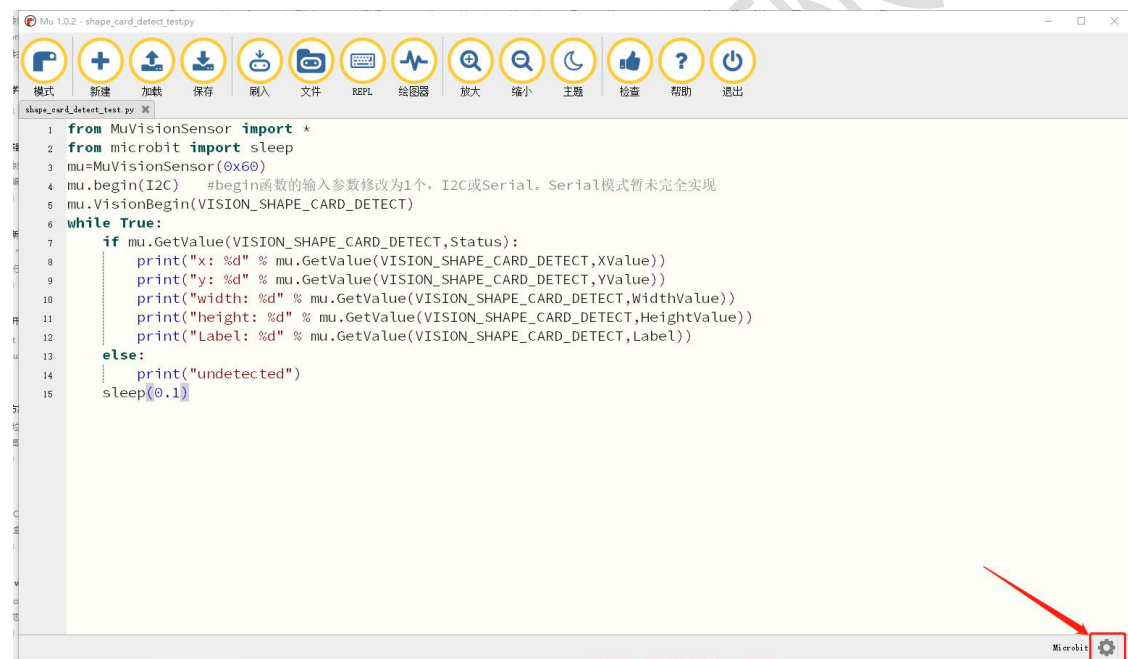 Mu 1.0.2 - shape_card_detect_test.py
模式 新建 加载 保存 刷入 文件 REPL 绘图器 放大 缩小 主题 检查 帮助 退出
shape_card_detect_test.py
1 from MuVisionSensor import *
2 from microbit import sleep
3 mu=MuVisionSensor(0x60)
4 mu.begin(I2C)   #begin函数的输入参数修改为1个，I2C或Serial。Serial模式暂未完全实现
5 mu.VisionBegin(VISION_SHAPE_CARD_DETECT)
6 while True:
7     if mu.GetValue(VISION_SHAPE_CARD_DETECT,Status):
8         print("x: %d" % mu.GetValue(VISION_SHAPE_CARD_DETECT,XValue))
9         print("y: %d" % mu.GetValue(VISION_SHAPE_CARD_DETECT,YValue))
10         print("width: %d" % mu.GetValue(VISION_SHAPE_CARD_DETECT,WidthValue))
11         print("height: %d" % mu.GetValue(VISION_SHAPE_CARD_DETECT,HeightValue))
12         print("Label: %d" % mu.GetValue(VISION_SHAPE_CARD_DETECT,Label))
13     else:
14         print("undetected")
15     sleep(0.1)
Microbit